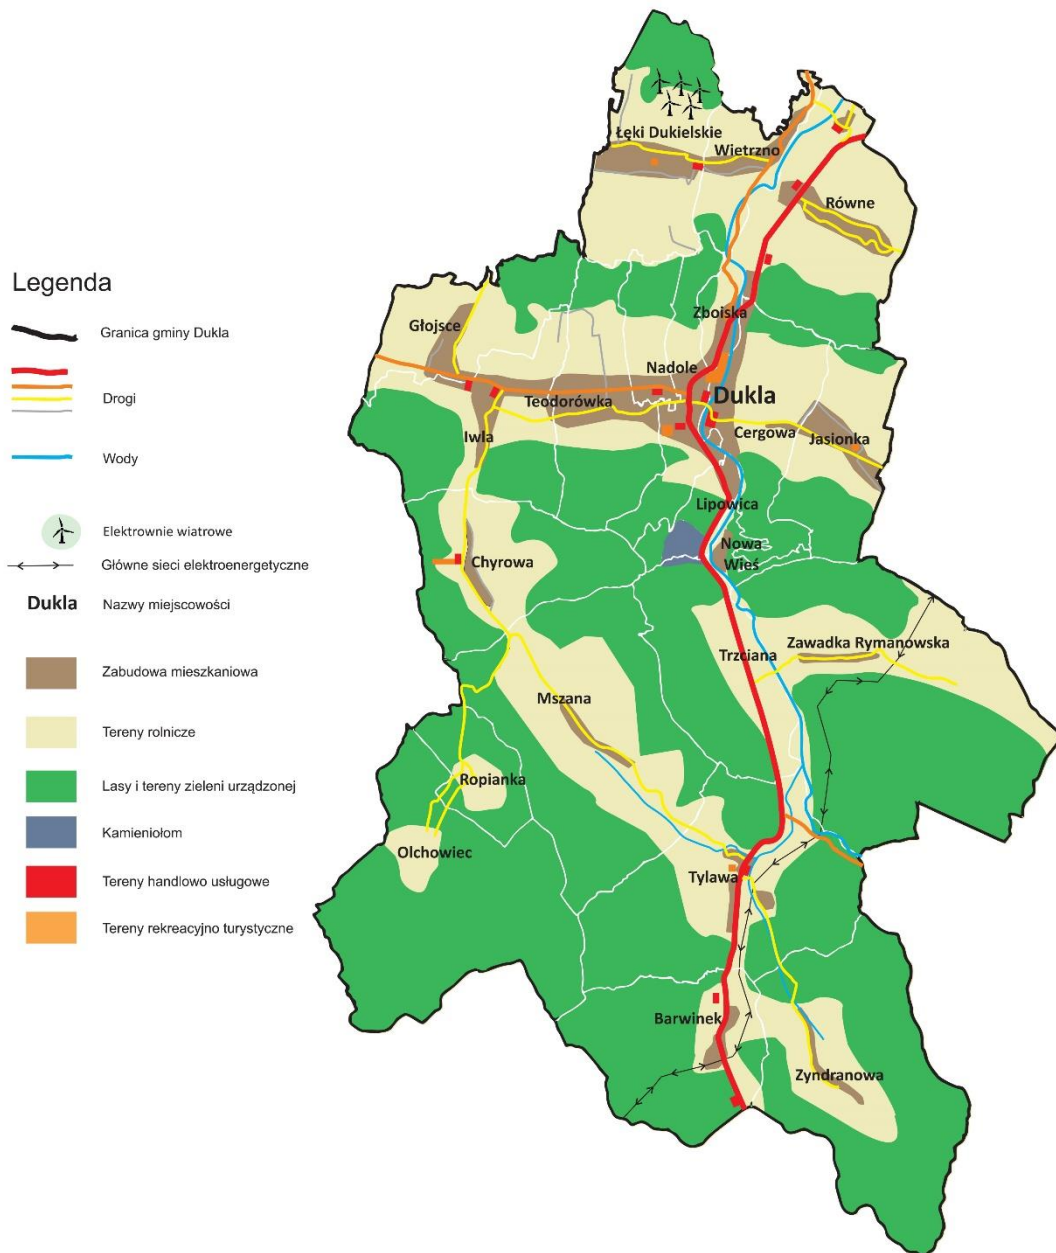 Legenda
Granica gminy Dukla
Drogi
Wody
Elektrownie wiatrowe
Główne sieci elektroenergetyczne
Dukla
Nazwy miejscowości
Zabudowa mieszkaniowa
Tereny rolnicze
Lasy i tereny zieleni urządzonej
Kamieniołom
Tereny handlowo usługowe
Tereny rekreacyjno turystyczne
Łęki Dukielskie
Wietrzno
Równe
Zboiska
Głojsce
Nadole
Dukla
Teodorówka
Cergowa
Jasionka
Iwla
Lipowica
Nowa
Wieś
Chyrowa
Trzciana
Zawadka Rymanowska
Mszana
Ropianka
Olchowiec
Tylawa
Barwinek
Zyndranowa